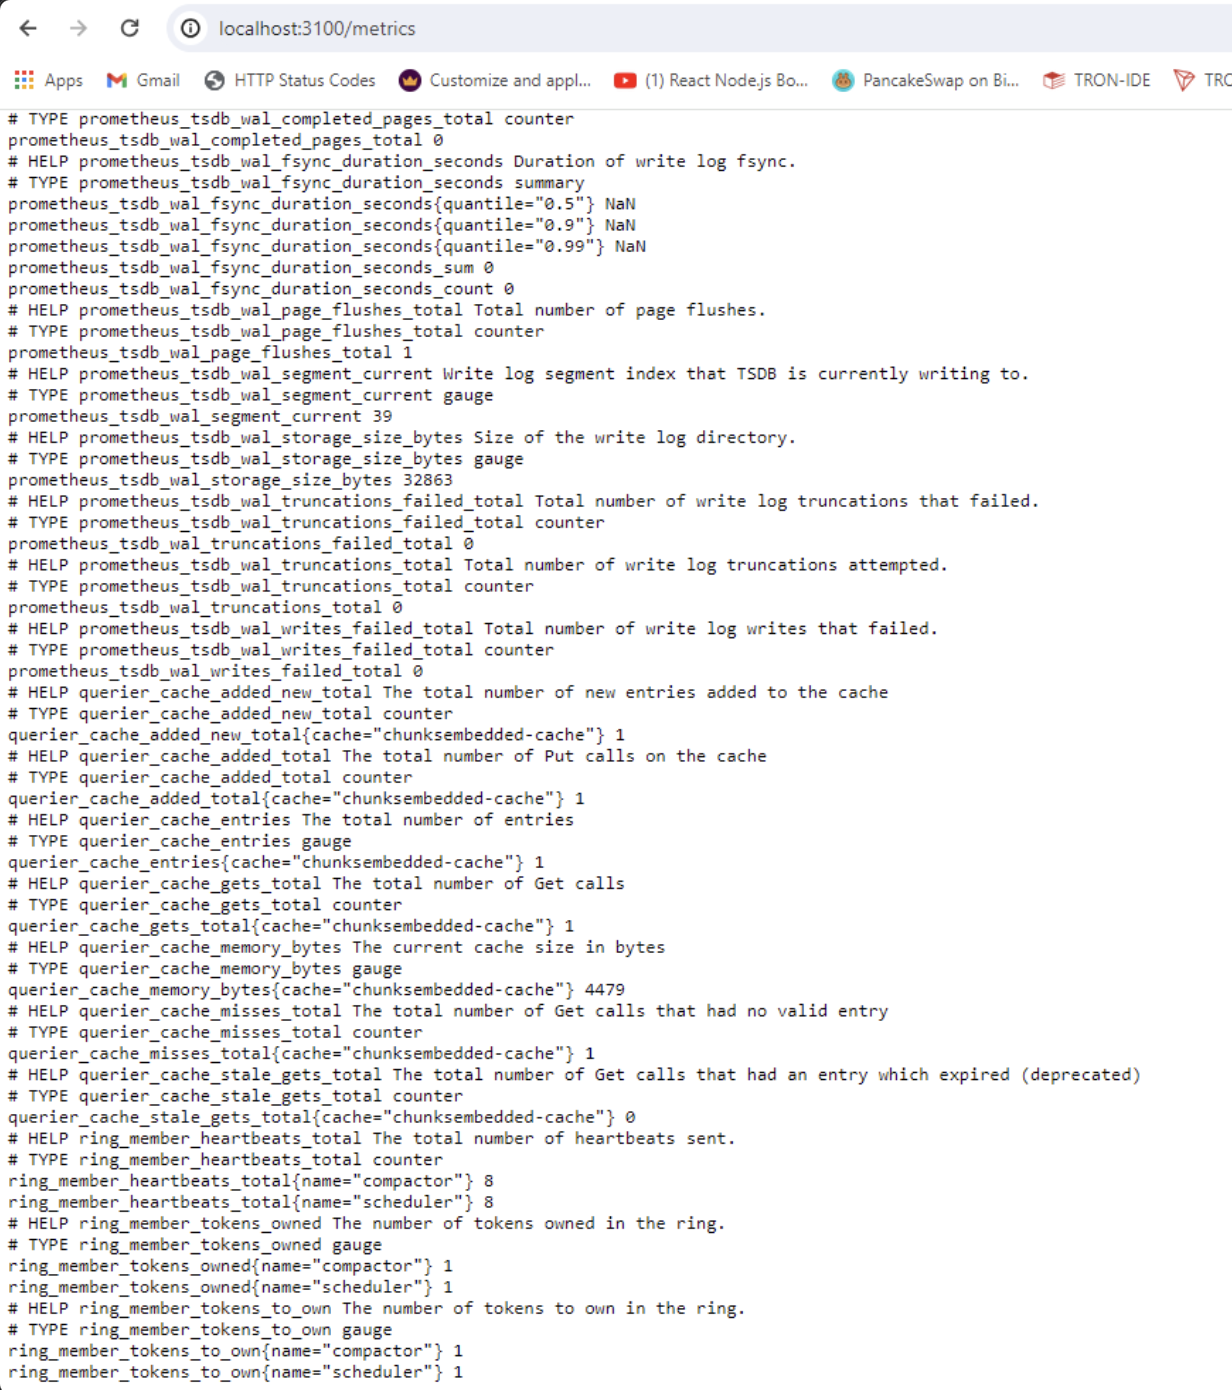 localhost:3100/metrics
Apps Gmail HTTP Status Codes Customize and appl... (1) React Node.js Bo... PancakeSwap on Bi... TRON-IDE TRO
# TYPE prometheus_tsdb_wal_completed_pages_total counter
prometheus_tsdb_wal_completed_pages_total 0
# HELP prometheus_tsdb_wal_fsync_duration_seconds Duration of write log fsync.
# TYPE prometheus_tsdb_wal_fsync_duration_seconds summary
prometheus_tsdb_wal_fsync_duration_seconds{quantile="0.5"} NaN
prometheus_tsdb_wal_fsync_duration_seconds{quantile="0.9"} NaN
prometheus_tsdb_wal_fsync_duration_seconds{quantile="0.99"} NaN
prometheus_tsdb_wal_fsync_duration_seconds_sum 0
prometheus_tsdb_wal_fsync_duration_seconds_count 0
# HELP prometheus_tsdb_wal_page_flushes_total Total number of page flushes.
# TYPE prometheus_tsdb_wal_page_flushes_total counter
prometheus_tsdb_wal_page_flushes_total 1
# HELP prometheus_tsdb_wal_segment_current Write log segment index that TSDB is currently writing to.
# TYPE prometheus_tsdb_wal_segment_current gauge
prometheus_tsdb_wal_segment_current 39
# HELP prometheus_tsdb_wal_storage_size_bytes Size of the write log directory.
# TYPE prometheus_tsdb_wal_storage_size_bytes gauge
prometheus_tsdb_wal_storage_size_bytes 32863
# HELP prometheus_tsdb_wal_truncations_failed_total Total number of write log truncations that failed.
# TYPE prometheus_tsdb_wal_truncations_failed_total counter
prometheus_tsdb_wal_truncations_failed_total 0
# HELP prometheus_tsdb_wal_truncations_total Total number of write log truncations attempted.
# TYPE prometheus_tsdb_wal_truncations_total counter
prometheus_tsdb_wal_truncations_total 0
# HELP prometheus_tsdb_wal_writes_failed_total Total number of write log writes that failed.
# TYPE prometheus_tsdb_wal_writes_failed_total counter
prometheus_tsdb_wal_writes_failed_total 0
# HELP querier_cache_added_new_total The total number of new entries added to the cache
# TYPE querier_cache_added_new_total counter
querier_cache_added_new_total{cache="chunksembedded-cache"} 1
# HELP querier_cache_added_total The total number of Put calls on the cache
# TYPE querier_cache_added_total counter
querier_cache_added_total{cache="chunksembedded-cache"} 1
# HELP querier_cache_entries The total number of entries
# TYPE querier_cache_entries gauge
querier_cache_entries{cache="chunksembedded-cache"} 1
# HELP querier_cache_gets_total The total number of Get calls
# TYPE querier_cache_gets_total counter
querier_cache_gets_total{cache="chunksembedded-cache"} 1
# HELP querier_cache_memory_bytes The current cache size in bytes
# TYPE querier_cache_memory_bytes gauge
querier_cache_memory_bytes{cache="chunksembedded-cache"} 4479
# HELP querier_cache_misses_total The total number of Get calls that had no valid entry
# TYPE querier_cache_misses_total counter
querier_cache_misses_total{cache="chunksembedded-cache"} 1
# HELP querier_cache_stale_gets_total The total number of Get calls that had an entry which expired (deprecated)
# TYPE querier_cache_stale_gets_total counter
querier_cache_stale_gets_total{cache="chunksembedded-cache"} 0
# HELP ring_member_heartbeats_total The total number of heartbeats sent.
# TYPE ring_member_heartbeats_total counter
ring_member_heartbeats_total{name="compactor"} 8
ring_member_heartbeats_total{name="scheduler"} 8
# HELP ring_member_tokens_owned The number of tokens owned in the ring.
# TYPE ring_member_tokens_owned gauge
ring_member_tokens_owned{name="compactor"} 1
ring_member_tokens_owned{name="scheduler"} 1
# HELP ring_member_tokens_to_own The number of tokens to own in the ring.
# TYPE ring_member_tokens_to_own gauge
ring_member_tokens_to_own{name="compactor"} 1
ring_member_tokens_to_own{name="scheduler"} 1